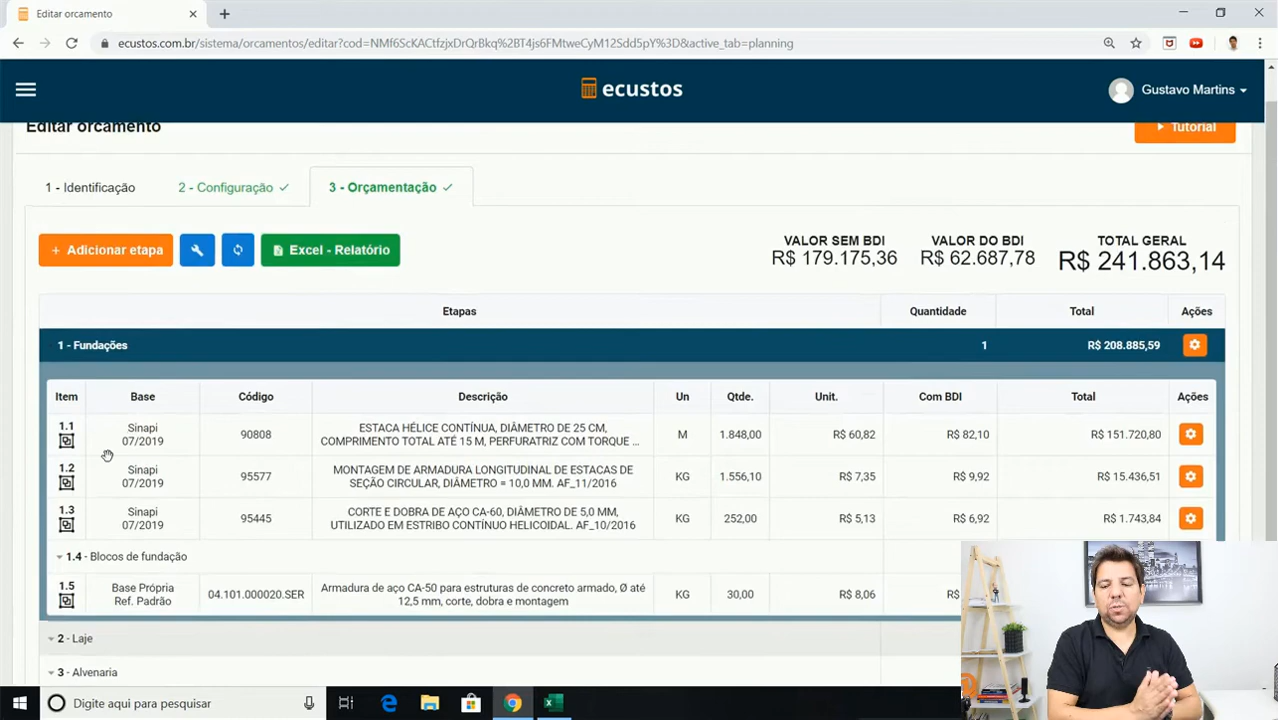 Editar orcamento
ecustos.com.br/sistema/orcamentos/editar?cod=NMf6ScKACtfzjxDrQrBkq%2BT4js6FMtweCyM12Sdd5pY%3D&active_tab=planning
ecustos
Gustavo Martins
Editar orcamento
Tutorial
1 - Identificação
2 - Configuração
3 - Orçamentação
+ Adicionar etapa
Excel - Relatório
VALOR SEM BDI
R$ 179.175,36
VALOR DO BDI
R$ 62.687,78
TOTAL GERAL
R$ 241.863,14
Etapas Quantidade Total Ações
1 - Fundações 1 R$ 208.885,59
Item Base Código Descrição Un Qtde. Unit. Com BDI Total Ações
1.1 Sinapi 07/2019 90808 ESTACA HÉLICE CONTÍNUA, DIÂMETRO DE 25 CM, M 1.848,00 R$ 60,82 R$ 82,10 R$ 151.720,80
COMPRIMENTO TOTAL ATÉ 15 M, PERFURATRIZ COM TORQUE ...
1.2 Sinapi 07/2019 95577 MONTAGEM DE ARMADURA LONGITUDINAL DE ESTACAS DE KG 1.556,10 R$ 7,35 R$ 9,92 R$ 15.436,51
SEÇÃO CIRCULAR, DIÂMETRO = 10,0 MM. AF_11/2016
1.3 Sinapi 07/2019 95445 CORTE E DOBRA DE AÇO CA-60, DIÂMETRO DE 5,0 MM, KG 252,00 R$ 5,13 R$ 6,92 R$ 1.743,84
UTILIZADO EM ESTRIBO CONTÍNUO HELICOIDAL. AF_10/2016
1.4 - Blocos de fundação
1.5 Base Própria Ref. Padrão 04.101.000020.SER Armadura de aço CA-50 para estruturas de concreto armado, Ø até KG 30,00 R$ 8,06 R$
12,5 mm, corte, dobra e montagem
2 - Laje
3 - Alvenaria
Digite aqui para pesquisar